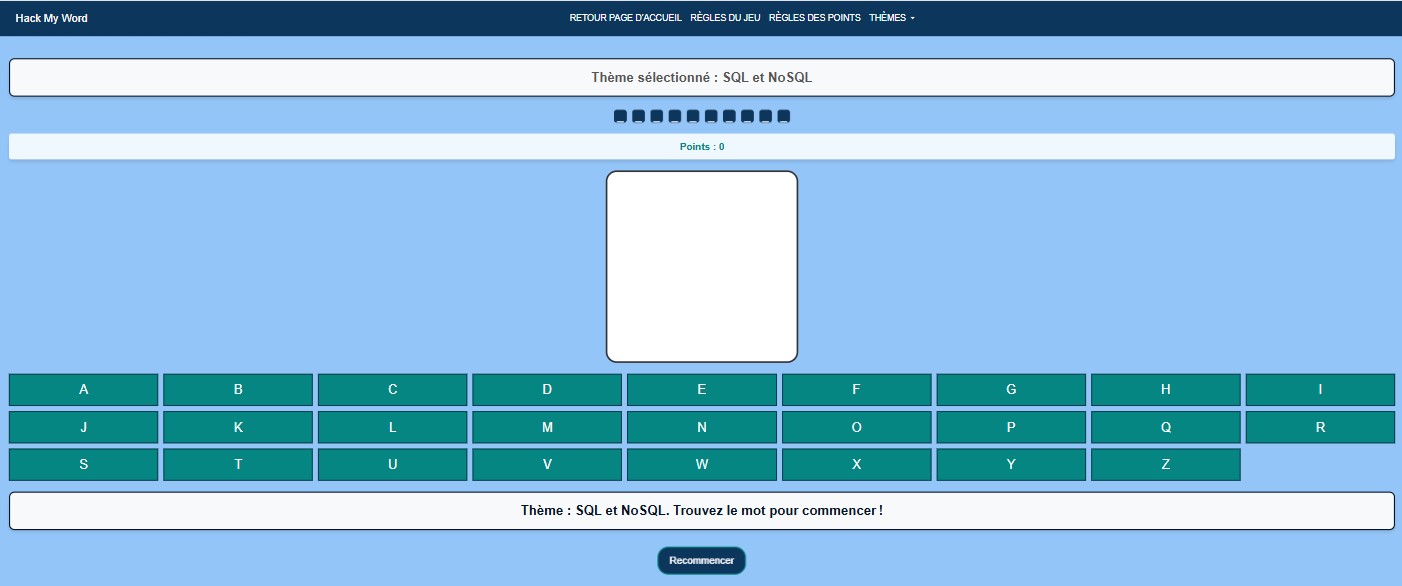 Hack My Word RETOUR PAGE D'ACCUEIL RÈGLES DU JEU RÈGLES DES POINTS THÈMES
Thème sélectionné : SQL et NoSQL
_ _ _ _ _ _ _ _ _ _
Points : 0
A B C D E F G H I
J K L M N O P Q R
S T U V W X Y Z
Thème : SQL et NoSQL. Trouvez le mot pour commencer !
Recommencer